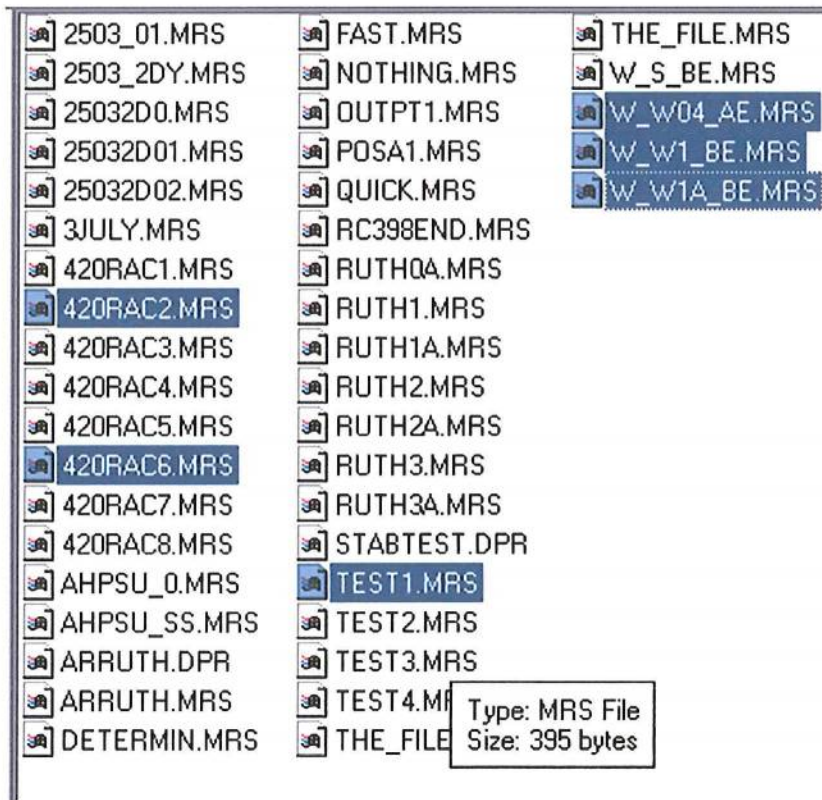 2503_01.MRS
2503_2DY.MRS
25032D0.MRS
25032D01.MRS
25032D02.MRS
3JULY.MRS
420RAC1.MRS
420RAC2.MRS
420RAC3.MRS
420RAC4.MRS
420RAC5.MRS
420RAC6.MRS
420RAC7.MRS
420RAC8.MRS
AHPSU_0.MRS
AHPSU_SS.MRS
ARRUTH.DPR
ARRUTH.MRS
DETERMIN.MRS
FAST.MRS
NOTHING.MRS
OUTPT1.MRS
POSA1.MRS
QUICK.MRS
RC398END.MRS
RUTH0A.MRS
RUTH1.MRS
RUTH1A.MRS
RUTH2.MRS
RUTH2A.MRS
RUTH3.MRS
RUTH3A.MRS
STABTEST.DPR
TEST1.MRS
TEST2.MRS
TEST3.MRS
TEST4.M
THE_FILE
THE_FILE.MRS
W_S_BE.MRS
W_W04_AE.MRS
W_W1_BE.MRS
W_W1A_BE.MRS
Type: MRS File
Size: 395 bytes